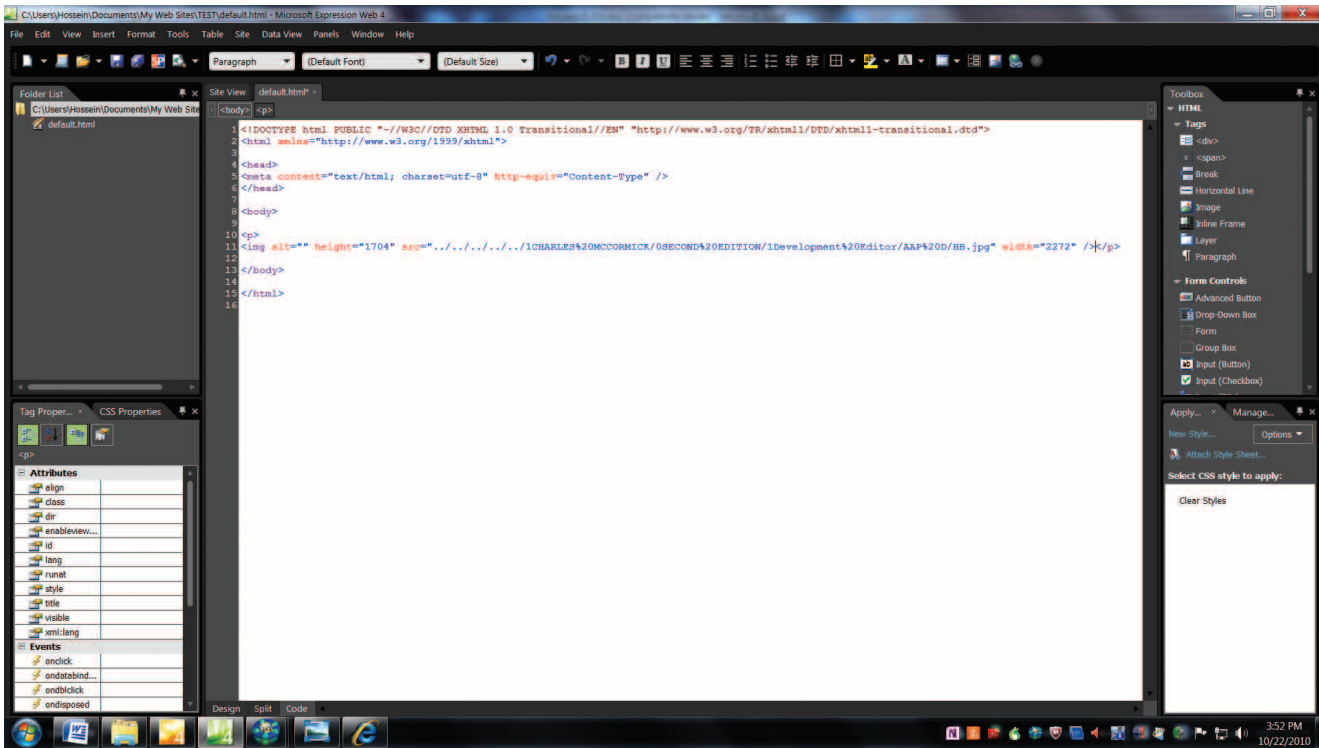 C:\Users\Hossein\Documents\My Web Sites\TEST\default.html - Microsoft Expression Web 4
File Edit View Insert Format Tools Table Site Data View Panels Window Help
Paragraph (Default Font) (Default Size) B I U A
Folder List
C:\Users\Hossein\Documents\My Web Site
default.html
Site View default.html*
<body> <p>
1 <!DOCTYPE html PUBLIC "-//W3C//DTD XHTML 1.0 Transitional//EN" "http://www.w3.org/TR/xhtml1/DTD/xhtml1-transitional.dtd">
2 <html xmlns="http://www.w3.org/1999/xhtml">
3
4 <head>
5 <meta content="text/html; charset=utf-8" http-equiv="Content-Type" />
6 </head>
7
8 <body>
9
10 <p>
11 <img alt="" height="1704" src="../../../../../1CHARLES%20MCCORMICK/0SECOND%20EDITION/1Development%20Editor/AAP%20D/HB.jpg" width="2272" /></p>
12
13 </body>
14
15 </html>
16
Design Split Code
Tag Proper... CSS Properties
<p>
Attributes
align
class
dir
enableview...
id
lang
runat
style
title
visible
xml:lang
Events
onclick
ondatabind...
ondblclick
ondisposed
Toolbox
HTML
Tags
<div>
<span>
Break
Horizontal Line
Image
Inline Frame
Layer
Paragraph
Form Controls
Advanced Button
Drop-Down Box
Form
Group Box
Input (Button)
Input (Checkbox)
Apply... Manage...
New Style... Options
Attach Style Sheet...
Select CSS style to apply:
Clear Styles
3:52 PM
10/22/2010